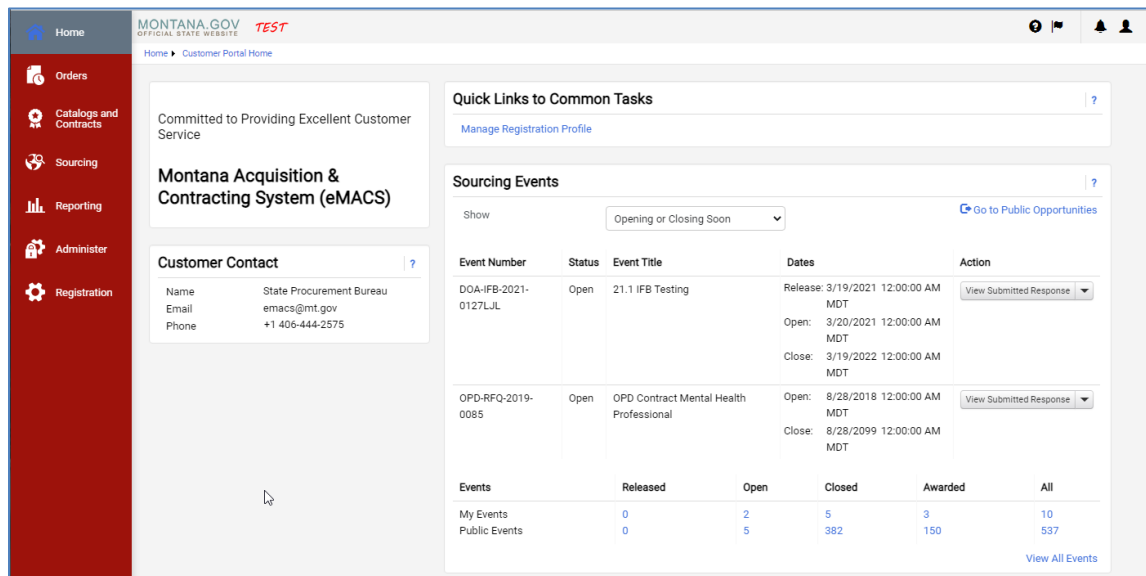 Home
Orders
Catalogs and
Contracts
Sourcing
Reporting
Administer
Registration
MONTANA.GOV
OFFICIAL STATE WEBSITE
TEST
Home Customer Portal Home
Committed to Providing Excellent Customer
Service
Montana Acquisition &
Contracting System (eMACS)
Customer Contact ?
Name State Procurement Bureau
Email emacs@mt.gov
Phone +1 406-444-2575
Quick Links to Common Tasks ?
Manage Registration Profile
Sourcing Events ?
Show Opening or Closing Soon Go to Public Opportunities
Event Number Status Event Title Dates Action
DOA-IFB-2021- Open 21.1 IFB Testing Release: 3/19/2021 12:00:00 AM View Submitted Response
0127LJL MDT
Open: 3/20/2021 12:00:00 AM
MDT
Close: 3/19/2022 12:00:00 AM
MDT
OPD-RFQ-2019- Open OPD Contract Mental Health Open: 8/28/2018 12:00:00 AM View Submitted Response
0085 Professional MDT
Close: 8/28/2099 12:00:00 AM
MDT
Events Released Open Closed Awarded All
My Events 0 2 5 3 10
Public Events 0 5 382 150 537
View All Events